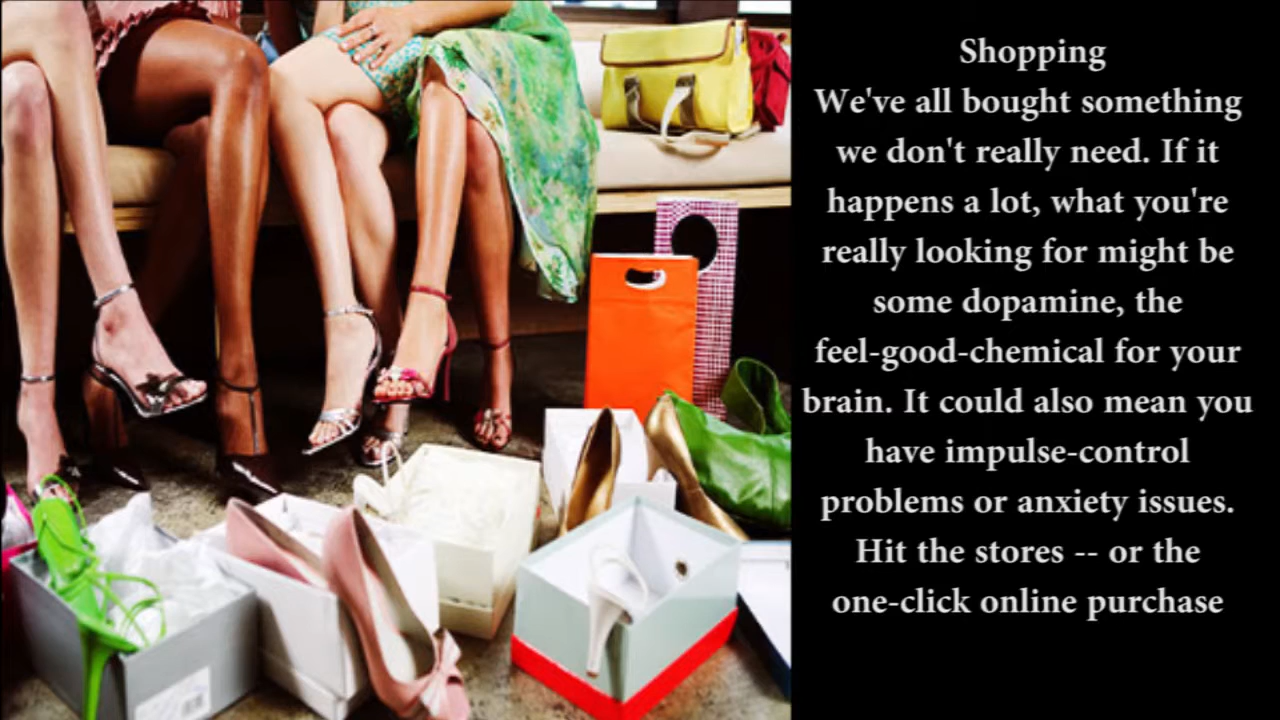 Shopping
We've all bought something
we don't really need. If it
happens a lot, what you're
really looking for might be
some dopamine, the
feel-good-chemical for your
brain. It could also mean you
have impulse-control
problems or anxiety issues.
Hit the stores -- or the
one-click online purchase